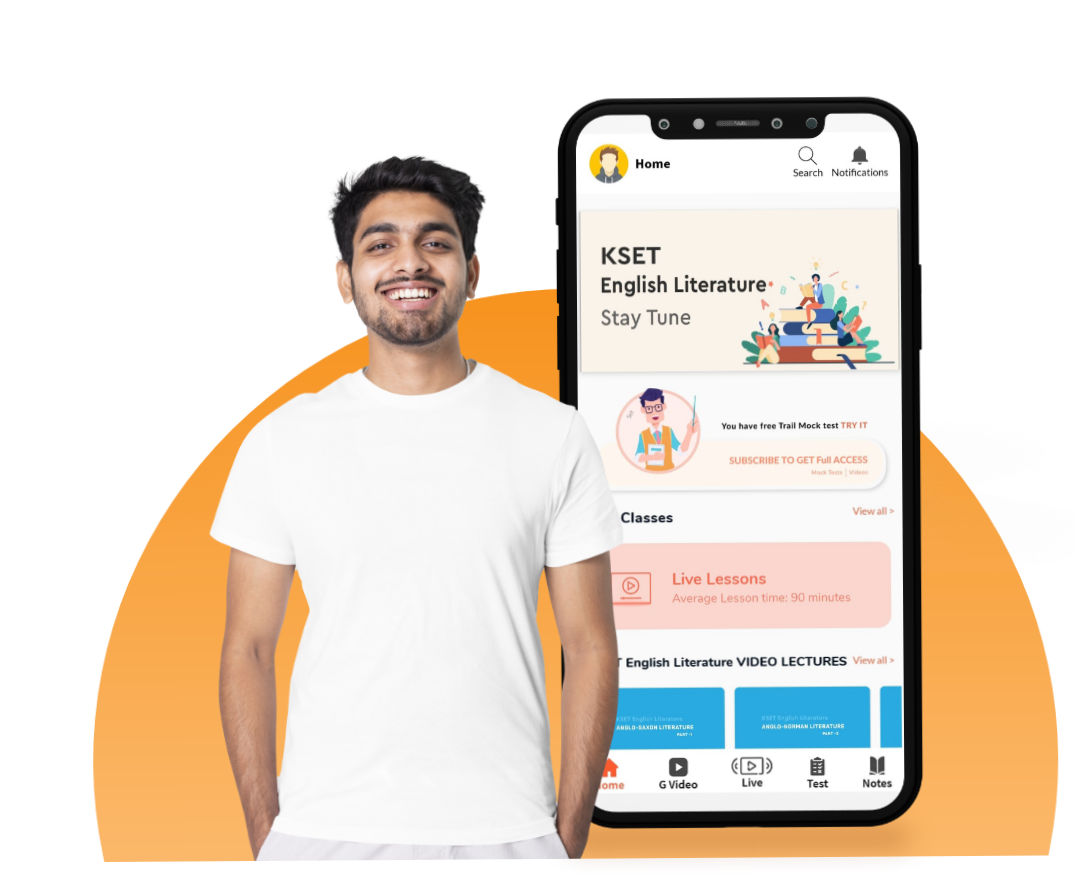 Home
Search
Notifications
KSET
English Literature
Stay Tune
You have free Trail Mock test TRY IT
SUBSCRIBE TO GET Full ACCESS
Mock Tests | Videos
Classes
View all >
Live Lessons
Average Lesson time: 90 minutes
T English Literature VIDEO LECTURES
View all >
KSET English Literature
ANGLO-SAXON LITERATURE
PART -1
KSET English Literature
ANGLO-NORMAN LITERATURE
PART -2
ome
G Video
Live
Test
Notes